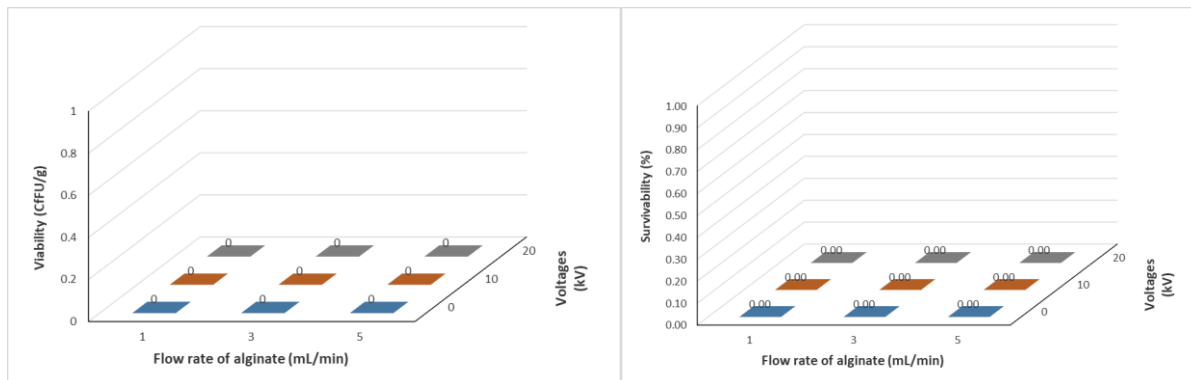 1
0.8
0.6
0.4
0.2
0
Viability (CfFU/g)
0 0 0
0 0 0
0 0 0
1 3 5
Flow rate of alginate (mL/min)
0
10
20
Voltages
(kV)
1.00
0.90
0.80
0.70
0.60
0.50
0.40
0.30
0.20
0.10
0.00
Survivability (%)
0.00 0.00 0.00
0.00 0.00 0.00
0.00 0.00 0.00
1 3 5
Flow rate of alginate (mL/min)
0
10
20
Voltages
(kV)